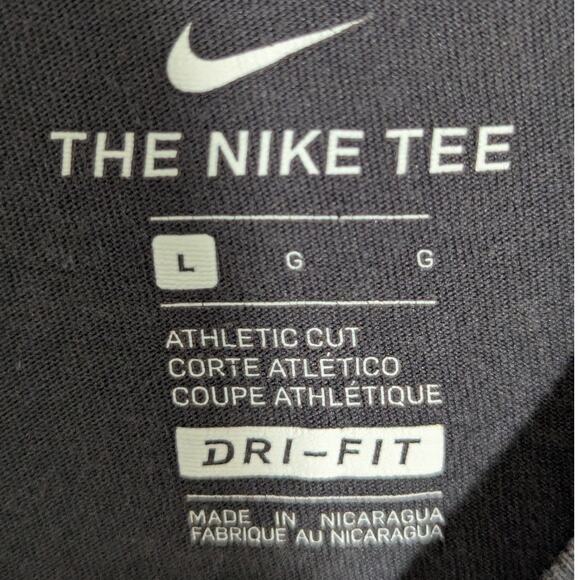 THE NIKE TEE
L G G
ATHLETIC CUT
CORTE ATLÉTICO
COUPE ATHLÉTIQUE
DRI-FIT
MADE IN NICARAGUA
FABRIQUE AU NICARAGUA